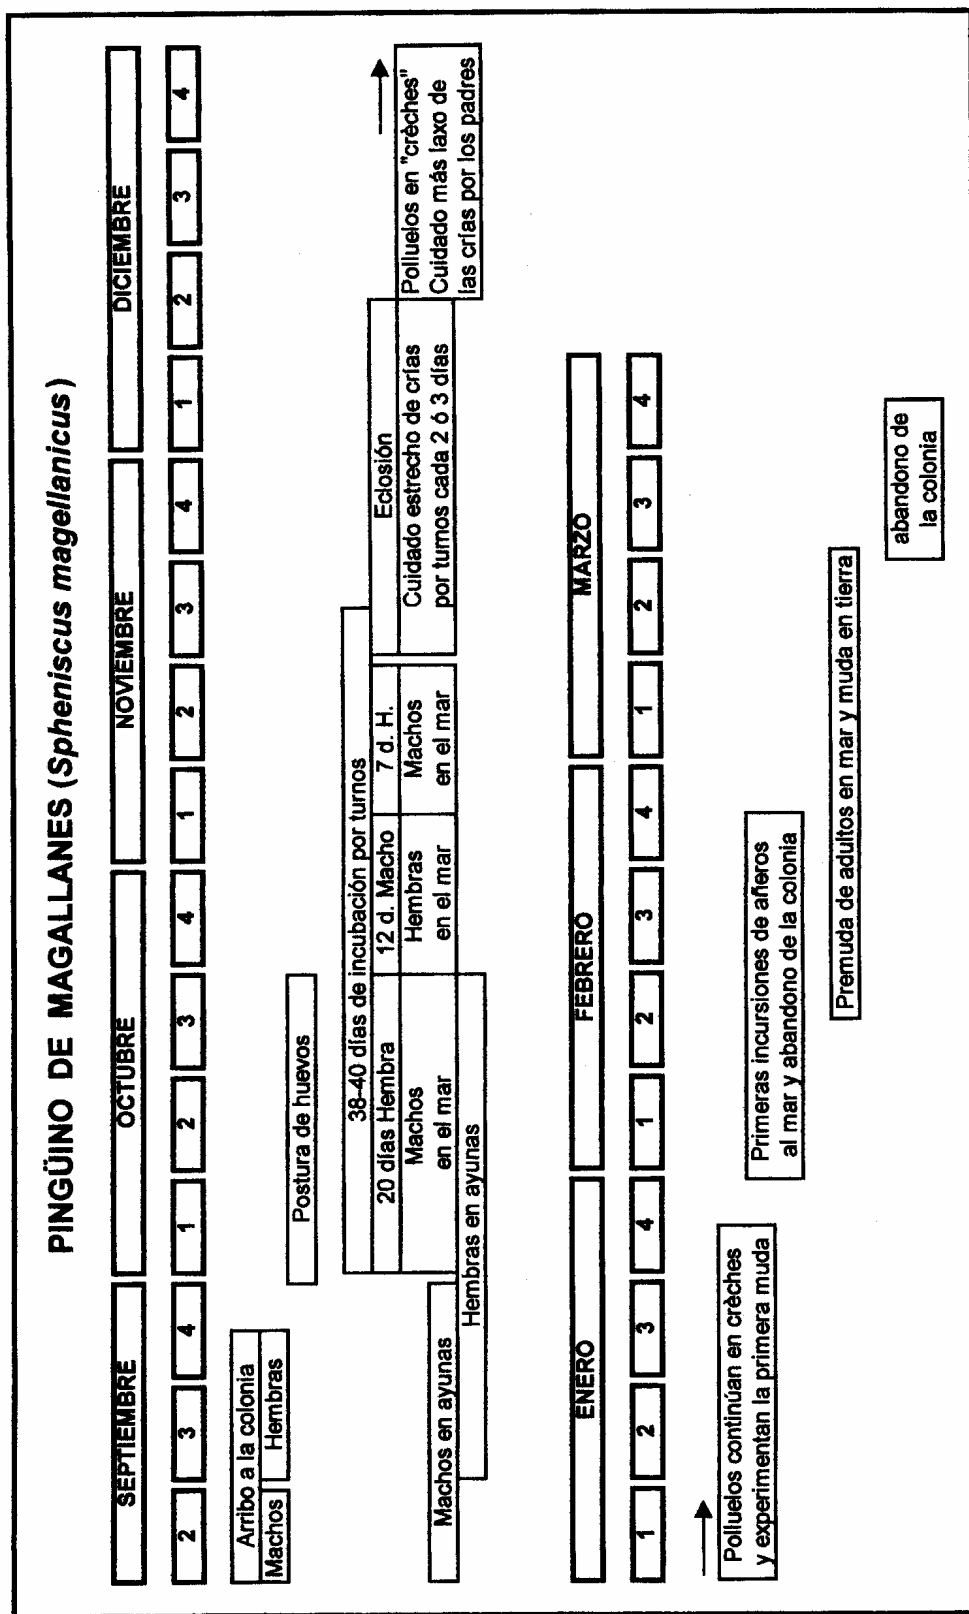 PINGÜINO DE MAGALLANES (Spheniscus magellanicus)
SEPTIEMBRE OCTUBRE NOVIEMBRE DICIEMBRE
2 3 4 1 2 3 4 1 2 3 4 1 2 3 4
Arribo a la colonia
Machos Hembras
Postura de huevos
38-40 días de incubación por turnos
20 días Hembra 12 d. Macho 7 d. H. Eclosión
Machos
en el mar
Hembras
en el mar
Machos
en el mar
Cuidado estrecho de crías
por turnos cada 2 ó 3 días
Polluelos en "crèches"
Cuidado más laxo de
las crías por los padres
Machos en ayunas
Hembras en ayunas
ENERO FEBRERO MARZO
1 2 3 4 1 2 3 4 1 2 3 4
Polluelos continúan en crèches
y experimentan la primera muda
Primeras incursiones de añeros
al mar y abandono de la colonia
Premuda de adultos en mar y muda en tierra
abandono de
la colonia